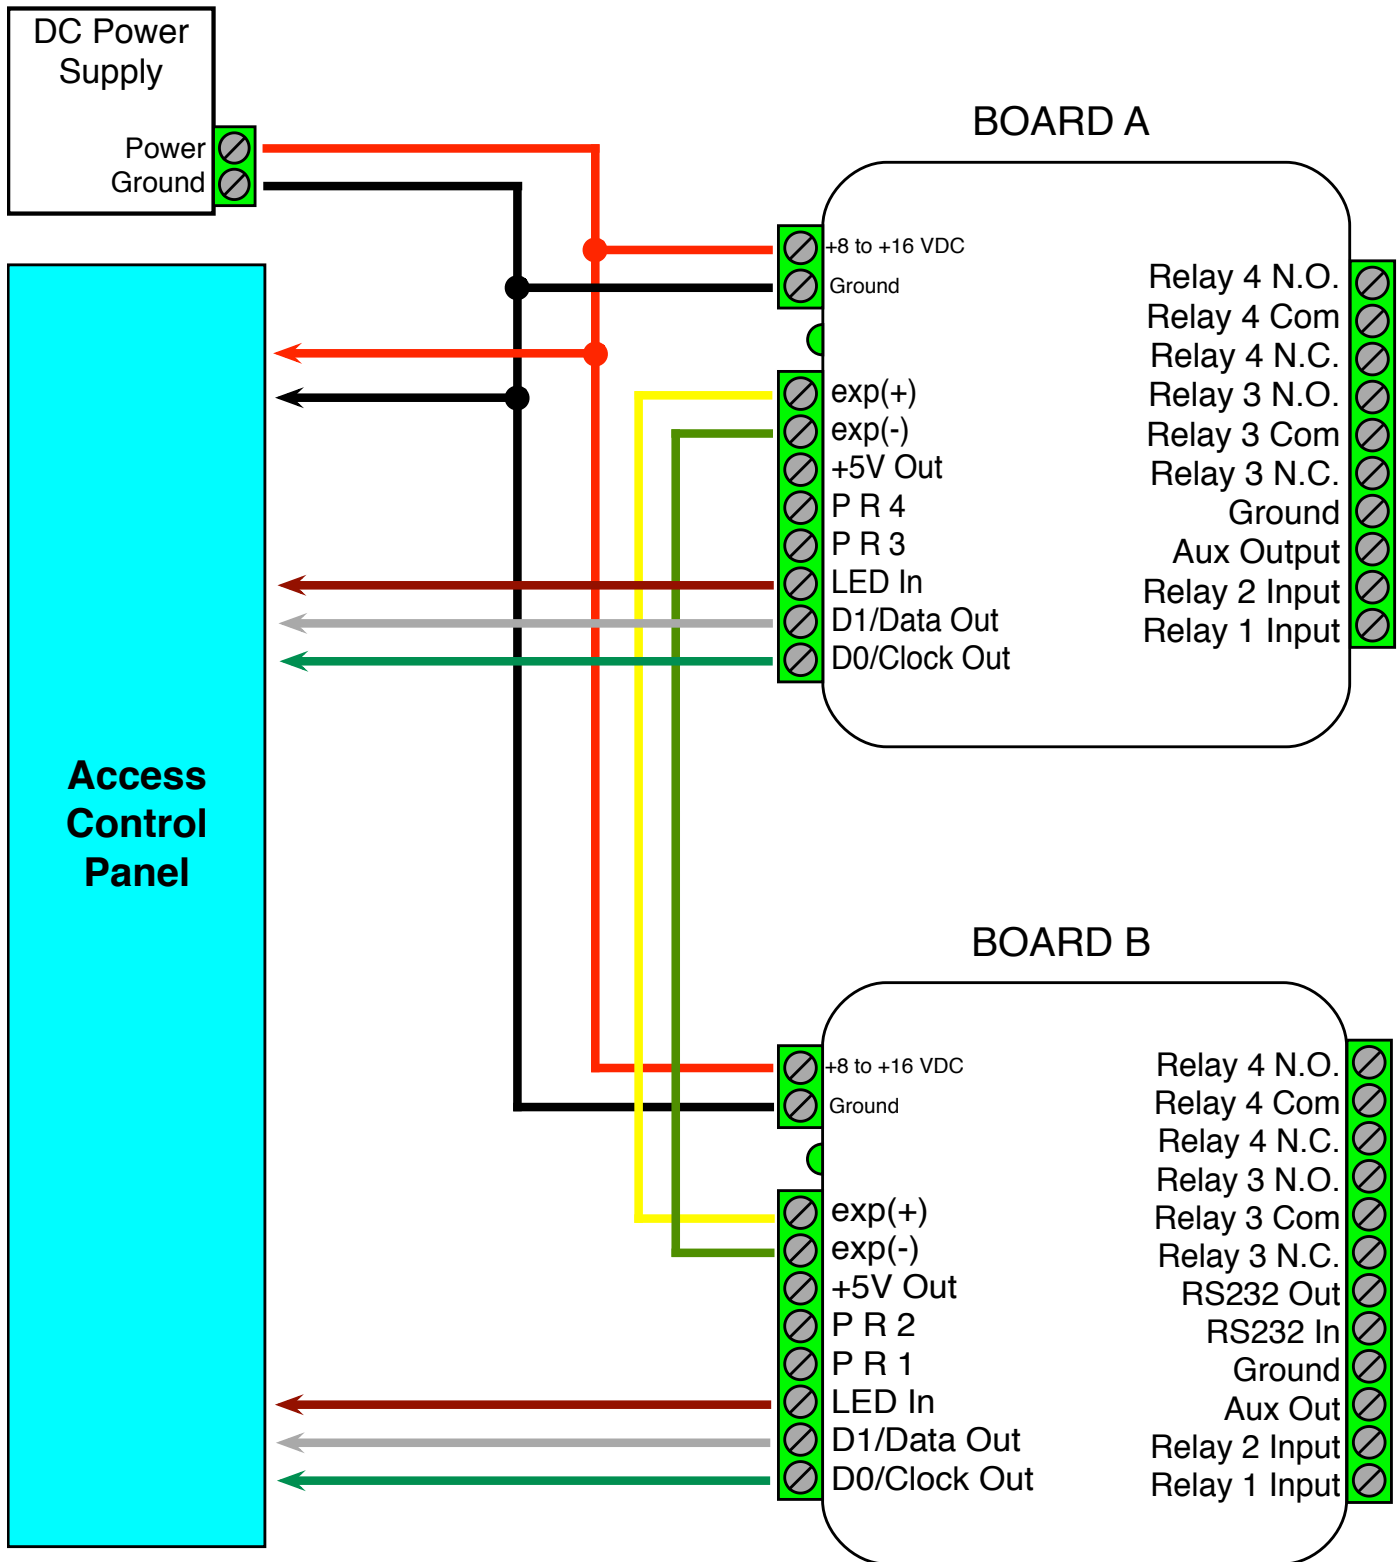 DC Power
Supply
Power
Ground
Access
Control
Panel
BOARD A
+8 to +16 VDC
Ground
exp(+)
exp(-)
+5V Out
P R 4
P R 3
LED In
D1/Data Out
D0/Clock Out
Relay 4 N.O.
Relay 4 Com
Relay 4 N.C.
Relay 3 N.O.
Relay 3 Com
Relay 3 N.C.
Ground
Aux Output
Relay 2 Input
Relay 1 Input
BOARD B
+8 to +16 VDC
Ground
exp(+)
exp(-)
+5V Out
P R 2
P R 1
LED In
D1/Data Out
D0/Clock Out
Relay 4 N.O.
Relay 4 Com
Relay 4 N.C.
Relay 3 N.O.
Relay 3 Com
Relay 3 N.C.
RS232 Out
RS232 In
Ground
Aux Out
Relay 2 Input
Relay 1 Input